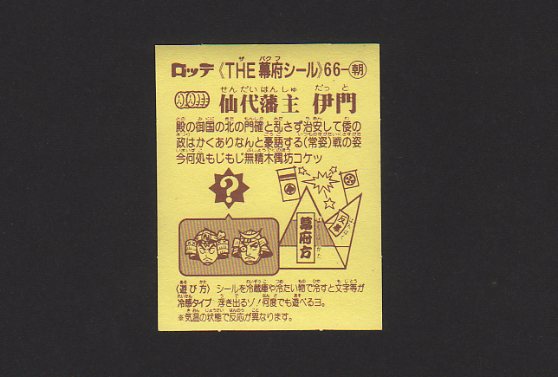 ロッテ《THE幕府シール》66-朝
仙代藩主 伊門
殿の御国の北の門確と乱さず治安して倭の
政はかくありなんと豪語する(常姿)戦の姿
今何処もじもじ無精木偶坊コケッ
?
幕府方
(遊び方) シールを冷蔵庫や冷たい物で冷すと文字等が
冷感タイプ 浮き出るゾ!何度でも遊べるヨ。
※気温の状態で反応が異なります。